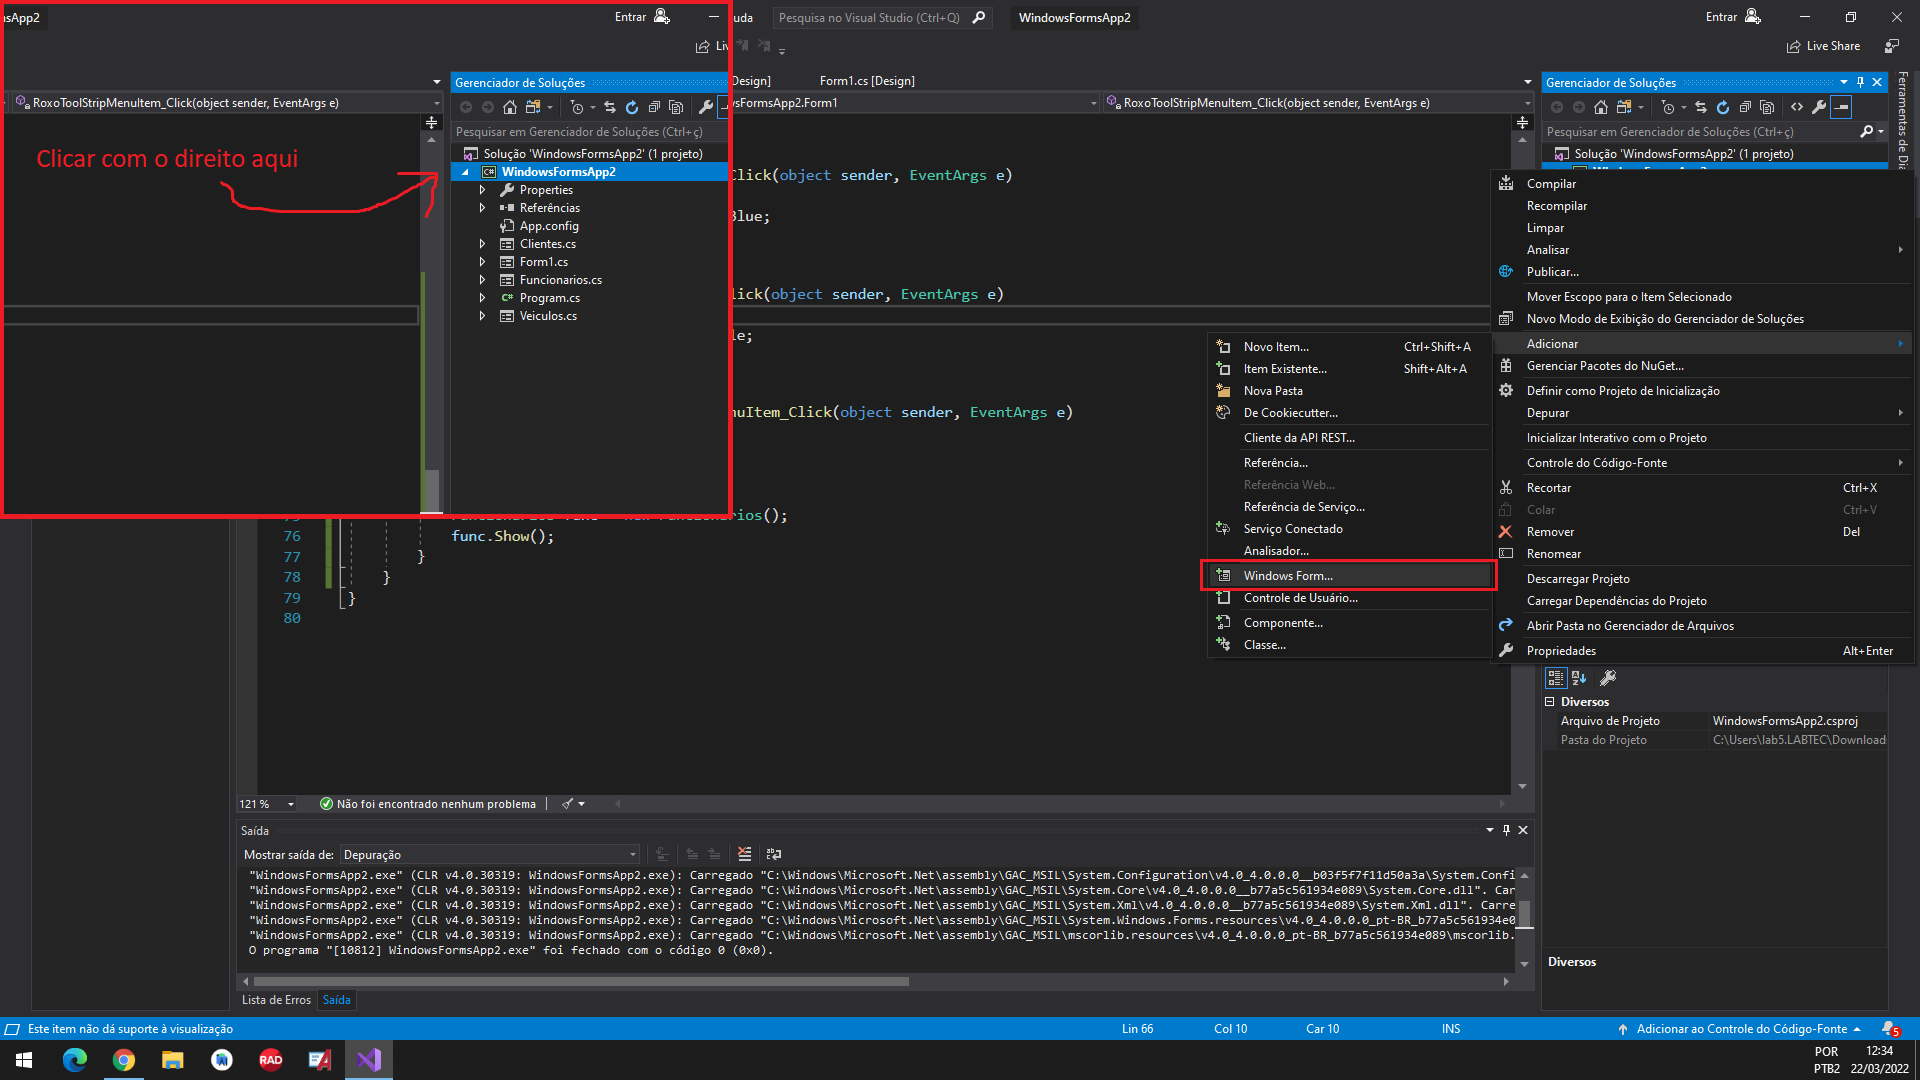 sApp2
Entrar
uda
Pesquisa no Visual Studio (Ctrl+Q)
WindowsFormsApp2
Entrar
Liv
Live Share
Gerenciador de Soluções
Design]
Form1.cs [Design]
Gerenciador de Soluções
Ferramentas de Dia
RoxoToolStripMenuItem_Click(object sender, EventArgs e)
wsFormsApp2.Form1
RoxoToolStripMenuItem_Click(object sender, EventArgs e)
Pesquisar em Gerenciador de Soluções (Ctrl+ç)
Pesquisar em Gerenciador de Soluções (Ctrl+ç)
Clicar com o direito aqui
Solução 'WindowsFormsApp2' (1 projeto)
WindowsFormsApp2
Properties
Referências
App.config
Clientes.cs
Form1.cs
Funcionarios.cs
Program.cs
Veiculos.cs
Solução 'WindowsFormsApp2' (1 projeto)
Click(object sender, EventArgs e)
Blue;
lick(object sender, EventArgs e)
le;
nuItem_Click(object sender, EventArgs e)
rios();
76 func.Show();
77 }
78 }
79 }
80
Compilar
Recompilar
Limpar
Analisar
Publicar...
Mover Escopo para o Item Selecionado
Novo Modo de Exibição do Gerenciador de Soluções
Adicionar
Gerenciar Pacotes do NuGet...
Definir como Projeto de Inicialização
Depurar
Inicializar Interativo com o Projeto
Controle do Código-Fonte
Recortar Ctrl+X
Colar Ctrl+V
Remover Del
Renomear
Descarregar Projeto
Carregar Dependências do Projeto
Abrir Pasta no Gerenciador de Arquivos
Propriedades Alt+Enter
Novo Item... Ctrl+Shift+A
Item Existente... Shift+Alt+A
Nova Pasta
De Cookiecutter...
Cliente da API REST...
Referência...
Referência Web...
Referência de Serviço...
Serviço Conectado
Analisador...
Windows Form...
Controle de Usuário...
Componente...
Classe...
Diversos
Arquivo de Projeto WindowsFormsApp2.csproj
Pasta do Projeto C:\Users\lab5.LABTEC\Download
Diversos
121 %
Não foi encontrado nenhum problema
Saída
Mostrar saída de: Depuração
"WindowsFormsApp2.exe" (CLR v4.0.30319: WindowsFormsApp2.exe): Carregado "C:\Windows\Microsoft.Net\assembly\GAC_MSIL\System.Configuration\v4.0_4.0.0.0__b03f5f7f11d50a3a\System.Confi
"WindowsFormsApp2.exe" (CLR v4.0.30319: WindowsFormsApp2.exe): Carregado "C:\Windows\Microsoft.Net\assembly\GAC_MSIL\System.Core\v4.0_4.0.0.0__b77a5c561934e089\System.Core.dll". Car
"WindowsFormsApp2.exe" (CLR v4.0.30319: WindowsFormsApp2.exe): Carregado "C:\Windows\Microsoft.Net\assembly\GAC_MSIL\System.Xml\v4.0_4.0.0.0__b77a5c561934e089\System.Xml.dll". Carre
"WindowsFormsApp2.exe" (CLR v4.0.30319: WindowsFormsApp2.exe): Carregado "C:\Windows\Microsoft.Net\assembly\GAC_MSIL\System.Windows.Forms.resources\v4.0_4.0.0.0_pt-BR_b77a5c561934e0
"WindowsFormsApp2.exe" (CLR v4.0.30319: WindowsFormsApp2.exe): Carregado "C:\Windows\Microsoft.Net\assembly\GAC_MSIL\mscorlib.resources\v4.0_4.0.0.0_pt-BR_b77a5c561934e089\mscorlib.
O programa "[10812] WindowsFormsApp2.exe" foi fechado com o código 0 (0x0).
Lista de Erros Saída
Este item não dá suporte à visualização
Lin 66
Col 10
Car 10
INS
Adicionar ao Controle do Código-Fonte
5
RAD
POR
PTB2
12:34
22/03/2022